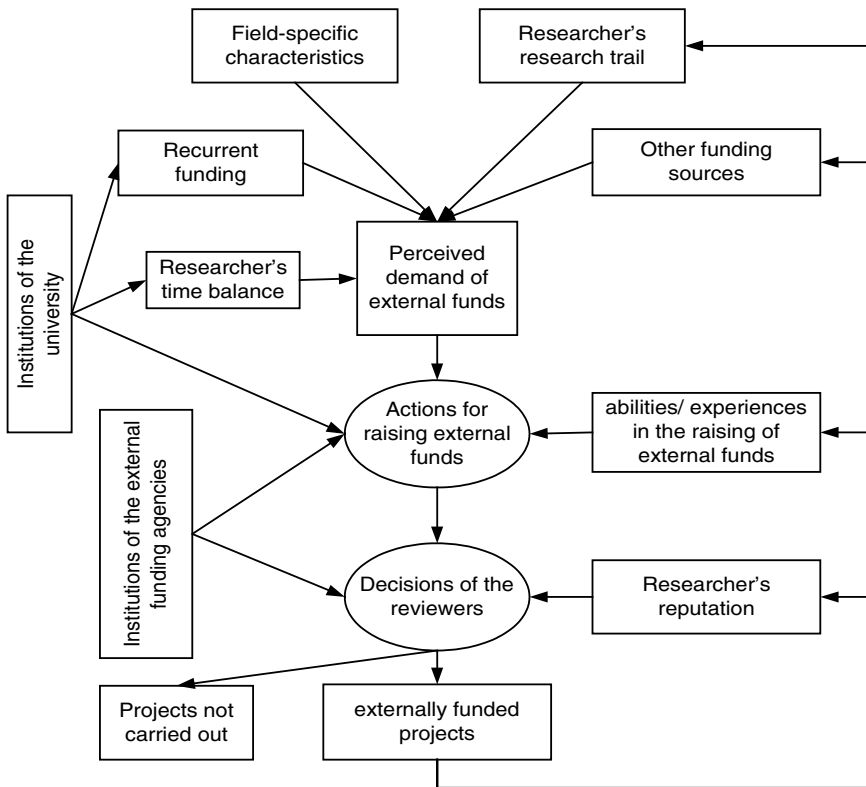 Field-specific
characteristics
Researcher's
research trail
Recurrent
funding
Other funding
sources
Institutions of the
university
Researcher's
time balance
Perceived
demand of
external funds
Actions for
raising external
funds
abilities/ experiences
in the raising of
external funds
Institutions of the external
funding agencies
Decisions of the
reviewers
Researcher's
reputation
Projects not
carried out
externally funded
projects